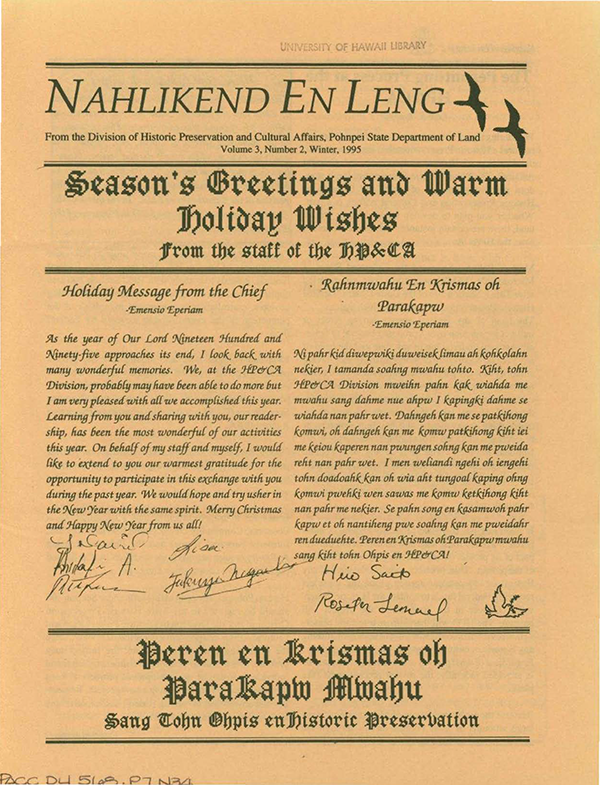 UNIVERSITY OF HAWAII LIBRARY
NAHLIKEND EN LENG
From the Division of Historic Preservation and Cultural Affairs, Pohnpei State Department of Land
Volume 3, Number 2, Winter, 1995
Season's Greetings and Warm
Holiday Wishes
From the staff of the HP&CA
Holiday Message from the Chief
-Emensio Eperiam
As the year of Our Lord Nineteen Hundred and
Ninety-five approaches its end, I look back with
many wonderful memories. We, at the HP&CA
Division, probably may have been able to do more but
I am very pleased with all we accomplished this year.
Learning from you and sharing with you, our reader-
ship, has been the most wonderful of our activities
this year. On behalf of my staff and myself, I would
like to extend to you our warmest gratitude for the
opportunity to participate in this exchange with you
during the past year. We would hope and try usher in
the New Year with the same spirit. Merry Christmas
and Happy New Year from us all!
Rahnmwahu En Krismas oh
Parakapw
-Emensio Eperiam
Ni pahr kid diwepwiki duweisek limau ah kohkolahn
nekier, I tamanda soahng mwahu tohto. Kiht, tohn
HP&CA Division mweihn pahn kak wiahda me
mwahu sang dahme nue ahpw I kapingki dahme se
wiahda nan pahr wet. Dahngeh kan me se patkihong
komwi, oh dahngeh kan me komw patkihong kiht iei
me keiou kaperen nan pwungen sohng kan me pweida
reht nan pahr wet. I men weliandi ngehi oh iengehi
tohn doadoahk kan oh wia aht tungoal kaping ohng
komwi pwehki wen sawas me komw ketkihong kiht
nan pahr me nekier. Se pahn song en kasamwoh pahr
kapw et oh nantiheng pwe soahng kan me pweidahr
ren dueduehte. Peren en Krismas oh Parakapw mwahu
sang kiht tohn Ohpis en HP&CA!
Lisa
A.
Hiro Saito
Peren en Krismas oh
Parakapw Mwahu
Sang Tohn Ohpis en Historic Preservation
PACC DU 568 .P7 N34